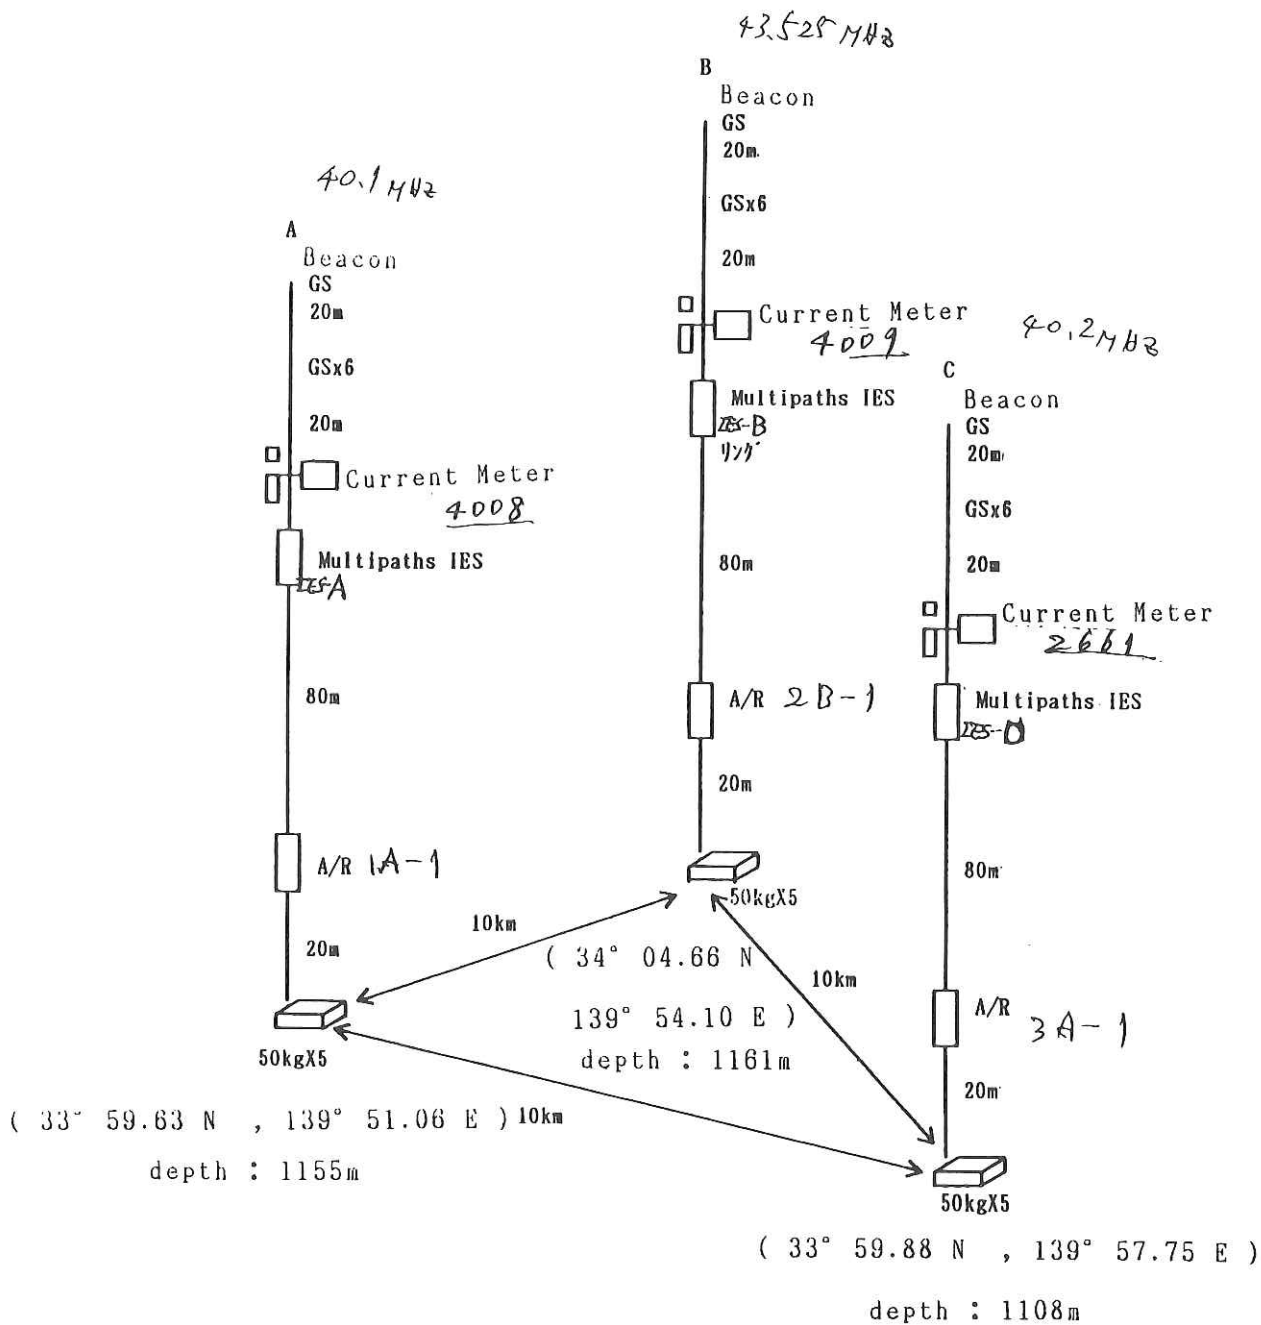 40.1 MHz
A
Beacon
GS
20m
GSx6
20m
Current Meter
4008
Multipaths IES
IES-A
80m
A/R 1A-1
20m
50kgX5
( 33° 59.63 N , 139° 51.06 E )
depth : 1155m
43.525 MHz
B
Beacon
GS
20m
GSx6
20m
Current Meter
4009
Multipaths IES
IES-B
リング
80m
A/R 2B-1
20m
50kgX5
( 34° 04.66 N
139° 54.10 E )
depth : 1161m
40.2 MHz
C
Beacon
GS
20m
GSx6
20m
Current Meter
2661
Multipaths IES
80m
A/R 3A-1
20m
50kgX5
( 33° 59.88 N , 139° 57.75 E )
depth : 1108m
10km
10km
10km